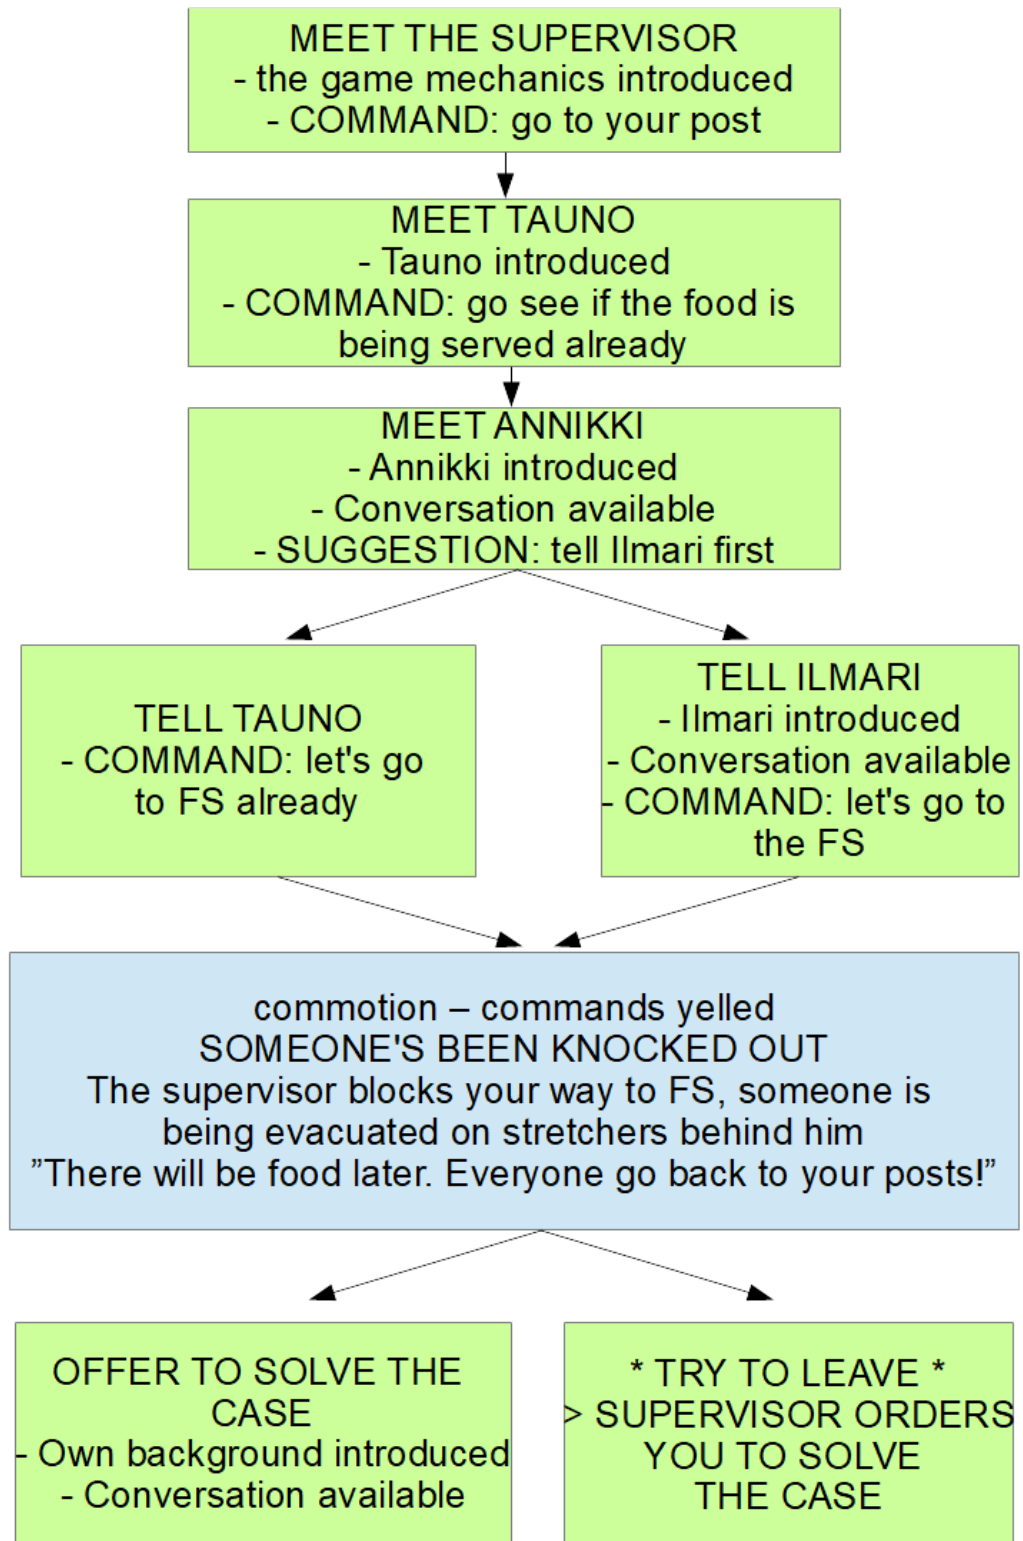 MEET THE SUPERVISOR
- the game mechanics introduced
- COMMAND: go to your post
MEET TAUNO
- Tauno introduced
- COMMAND: go see if the food is
being served already
MEET ANNIKKI
- Annikki introduced
- Conversation available
- SUGGESTION: tell Ilmari first
TELL TAUNO
- COMMAND: let's go
to FS already
TELL ILMARI
- Ilmari introduced
- Conversation available
- COMMAND: let's go to
the FS
commotion – commands yelled
SOMEONE'S BEEN KNOCKED OUT
The supervisor blocks your way to FS, someone is
being evacuated on stretchers behind him
”There will be food later. Everyone go back to your posts!”
OFFER TO SOLVE THE
CASE
- Own background introduced
- Conversation available
* TRY TO LEAVE *
> SUPERVISOR ORDERS
YOU TO SOLVE
THE CASE